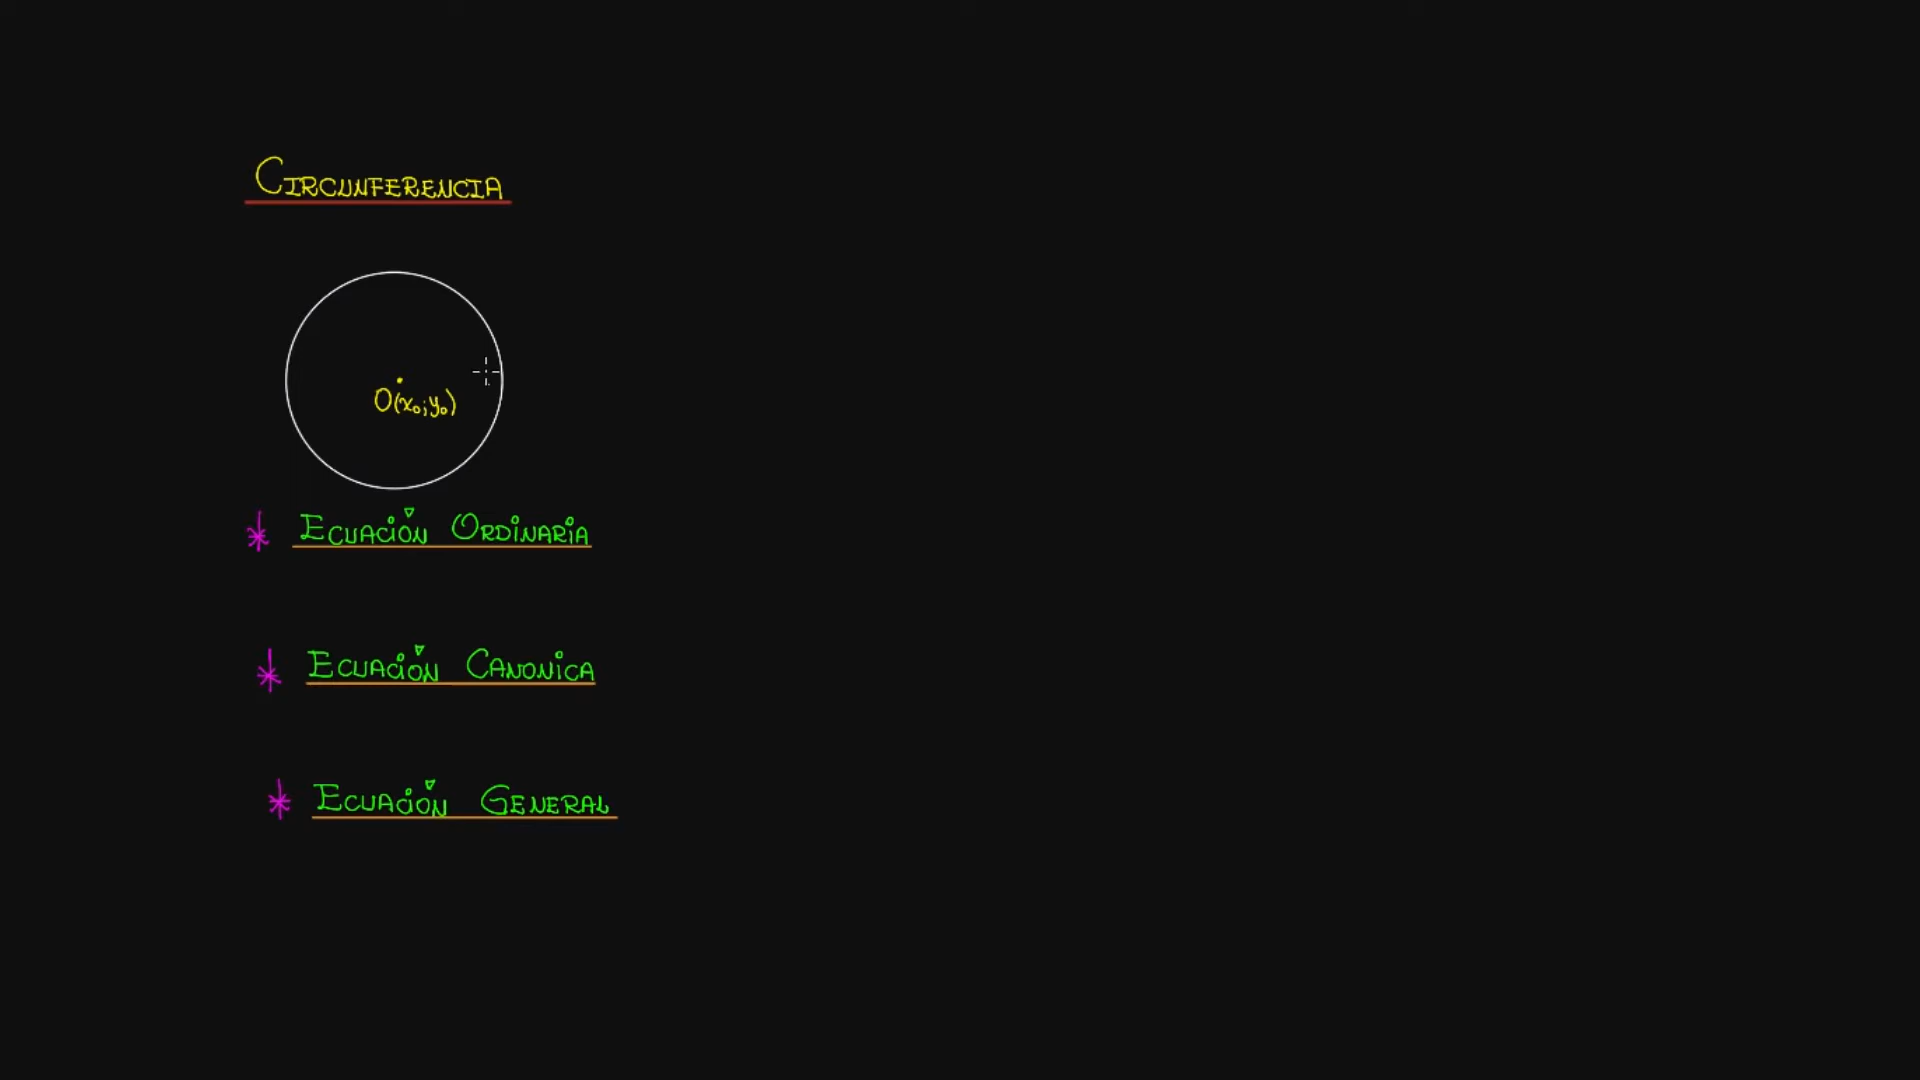 CIRCUNFERENCIA
O(x₀;y₀)
* ECUACIÓN ORDINARIA
* ECUACIÓN CANONICA
* ECUACIÓN GENERAL